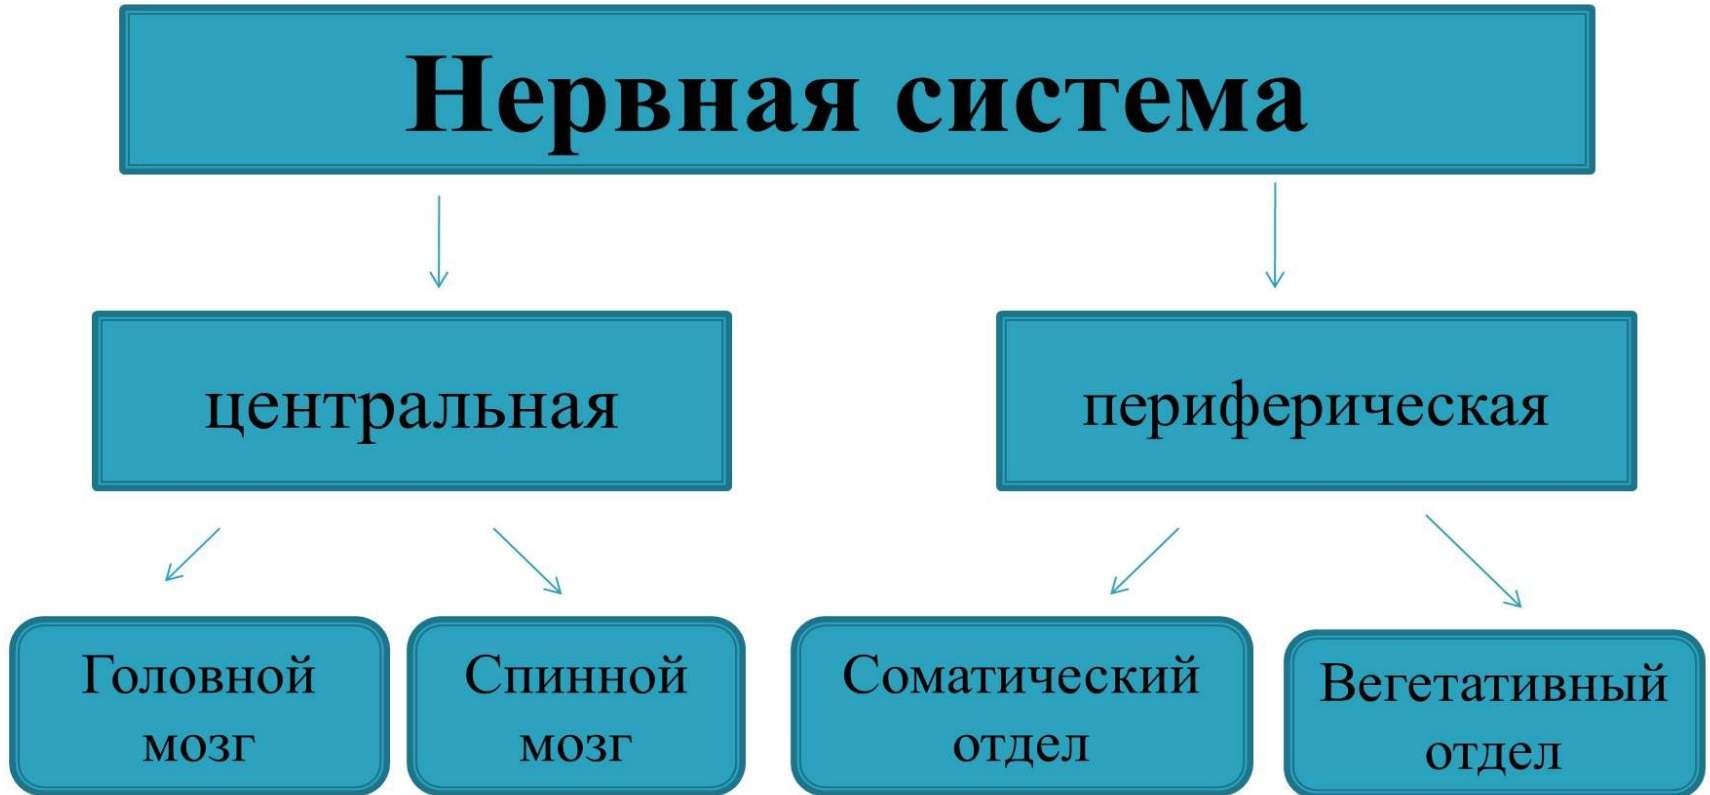 Нервная система
центральная
периферическая
Головной
мозг
Спинной
мозг
Соматический
отдел
Вегетативный
отдел